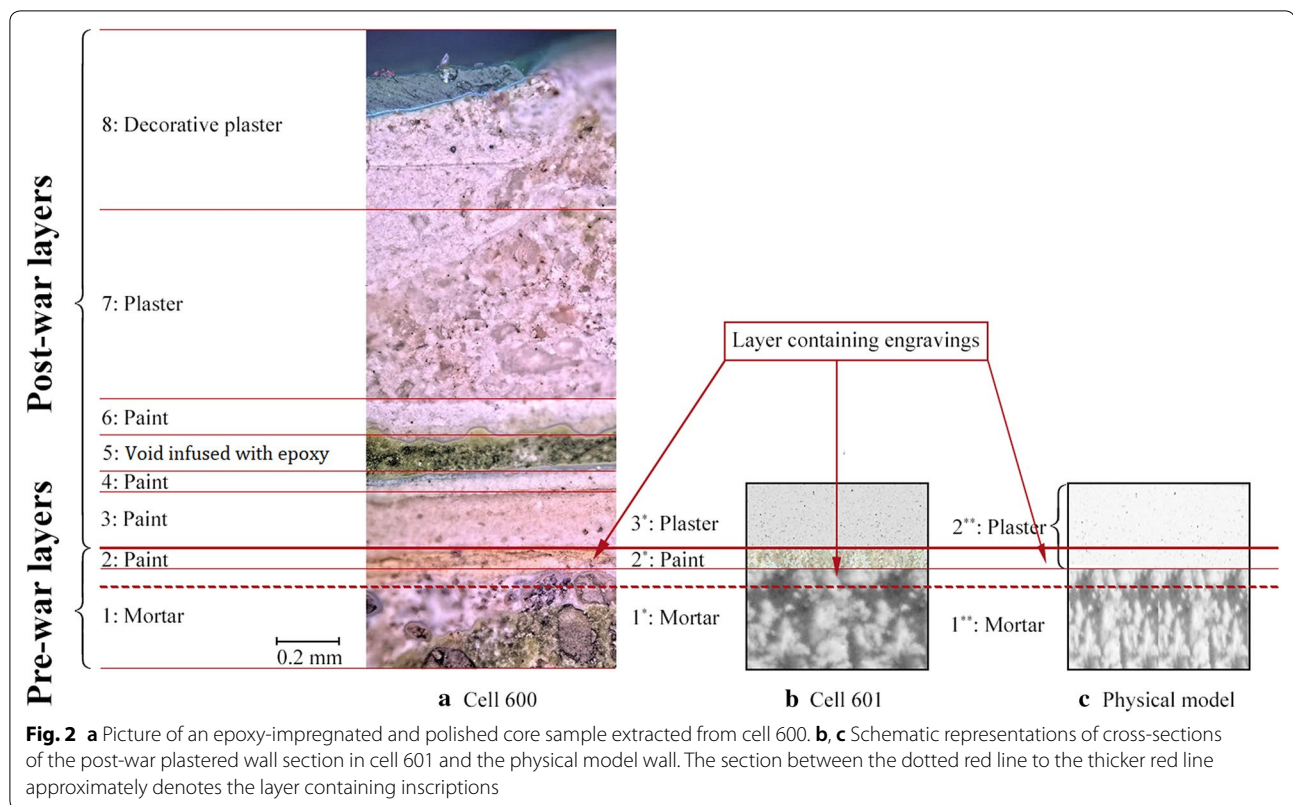 Post-war layers
Pre-war layers
8: Decorative plaster
7: Plaster
6: Paint
5: Void infused with epoxy
4: Paint
3: Paint
2: Paint
1: Mortar
0.2 mm
Layer containing engravings
3*: Plaster
2*: Paint
1*: Mortar
2**: Plaster
1**: Mortar
a Cell 600
b Cell 601
c Physical model
Fig. 2 a Picture of an epoxy-impregnated and polished core sample extracted from cell 600. b, c Schematic representations of cross-sections
of the post-war plastered wall section in cell 601 and the physical model wall. The section between the dotted red line to the thicker red line
approximately denotes the layer containing inscriptions